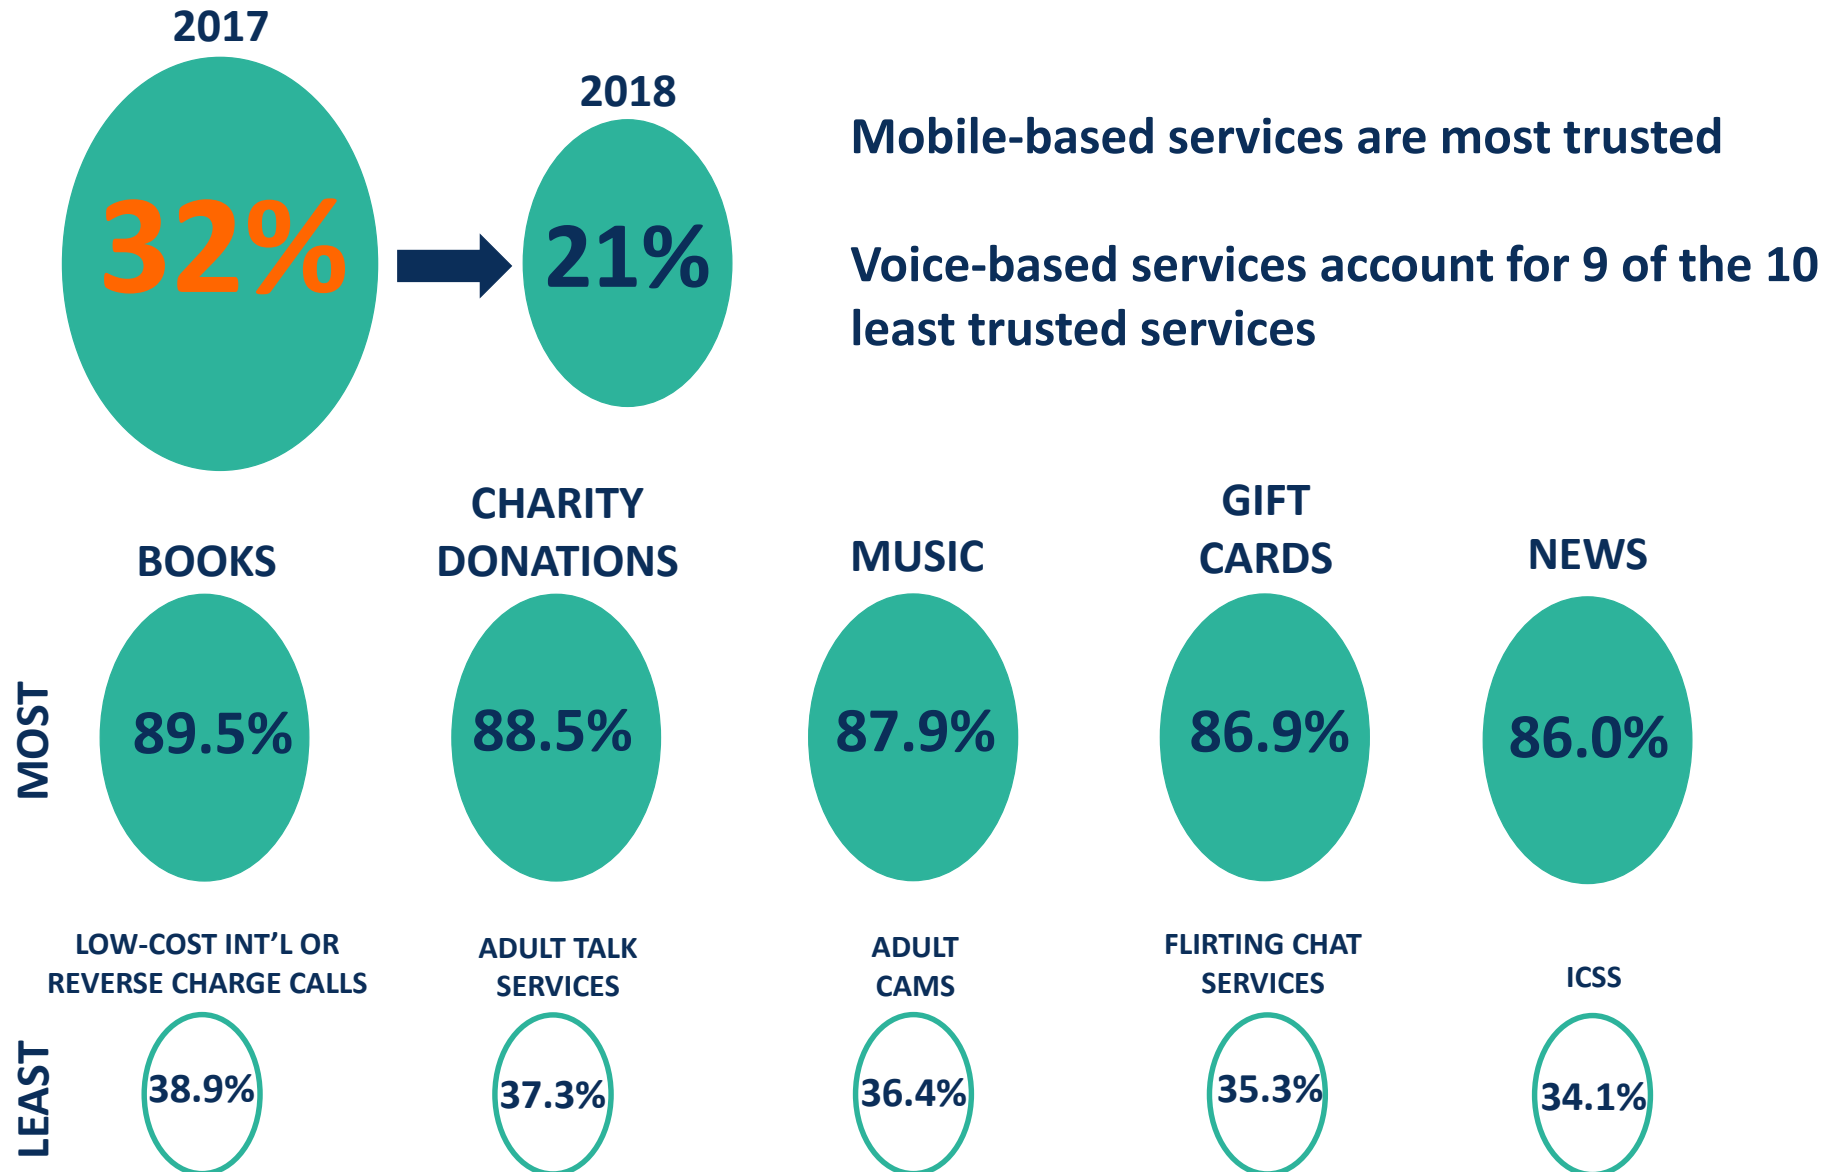 2017
32%
2018
21%
Mobile-based services are most trusted
Voice-based services account for 9 of the 10
least trusted services
MOST
BOOKS
89.5%
CHARITY
DONATIONS
88.5%
MUSIC
87.9%
GIFT
CARDS
86.9%
NEWS
86.0%
LEAST
LOW-COST INT’L OR
REVERSE CHARGE CALLS
38.9%
ADULT TALK
SERVICES
37.3%
ADULT
CAMS
36.4%
FLIRTING CHAT
SERVICES
35.3%
ICSS
34.1%